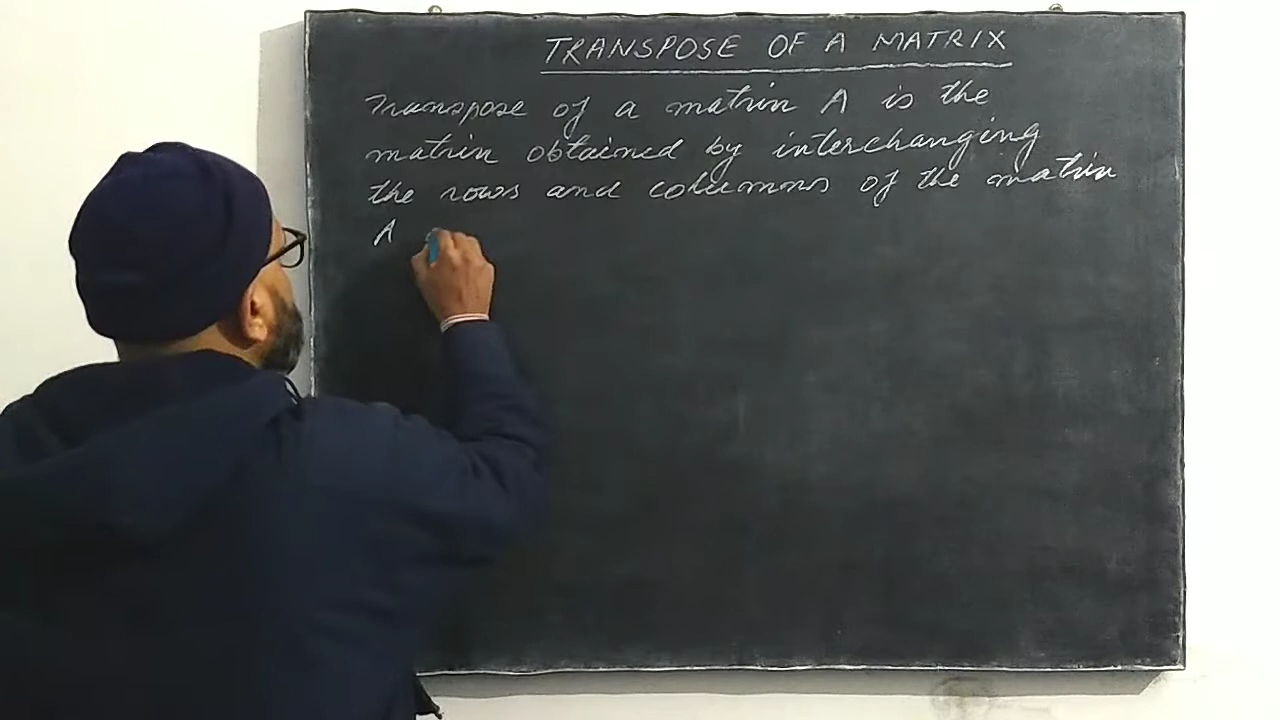 TRANSPOSE OF A MATRIX
Transpose of a matrix A is the
matrix obtained by interchanging
the rows and columns of the matrix
A